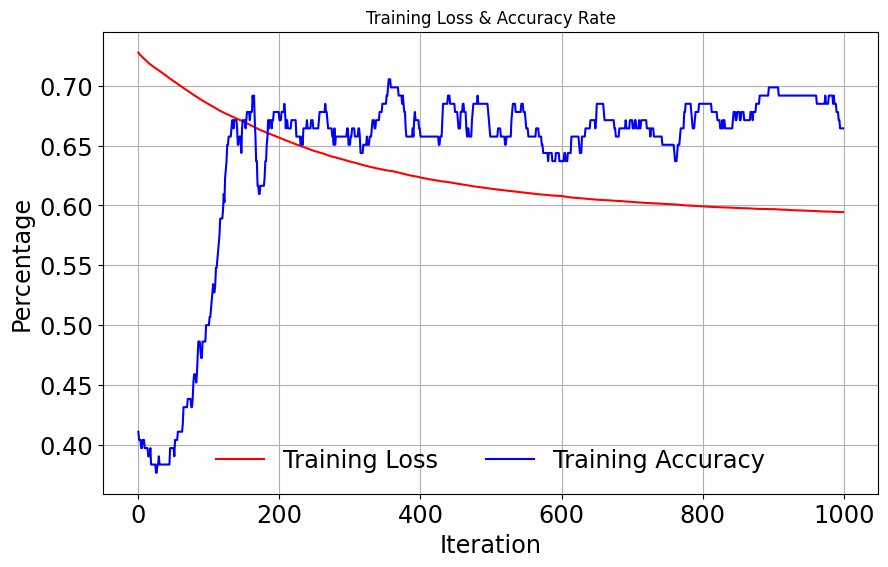 Training Loss & Accuracy Rate
Percentage
0.70
0.65
0.60
0.55
0.50
0.45
0.40
Training Loss
Training Accuracy
0 200 400 600 800 1000
Iteration